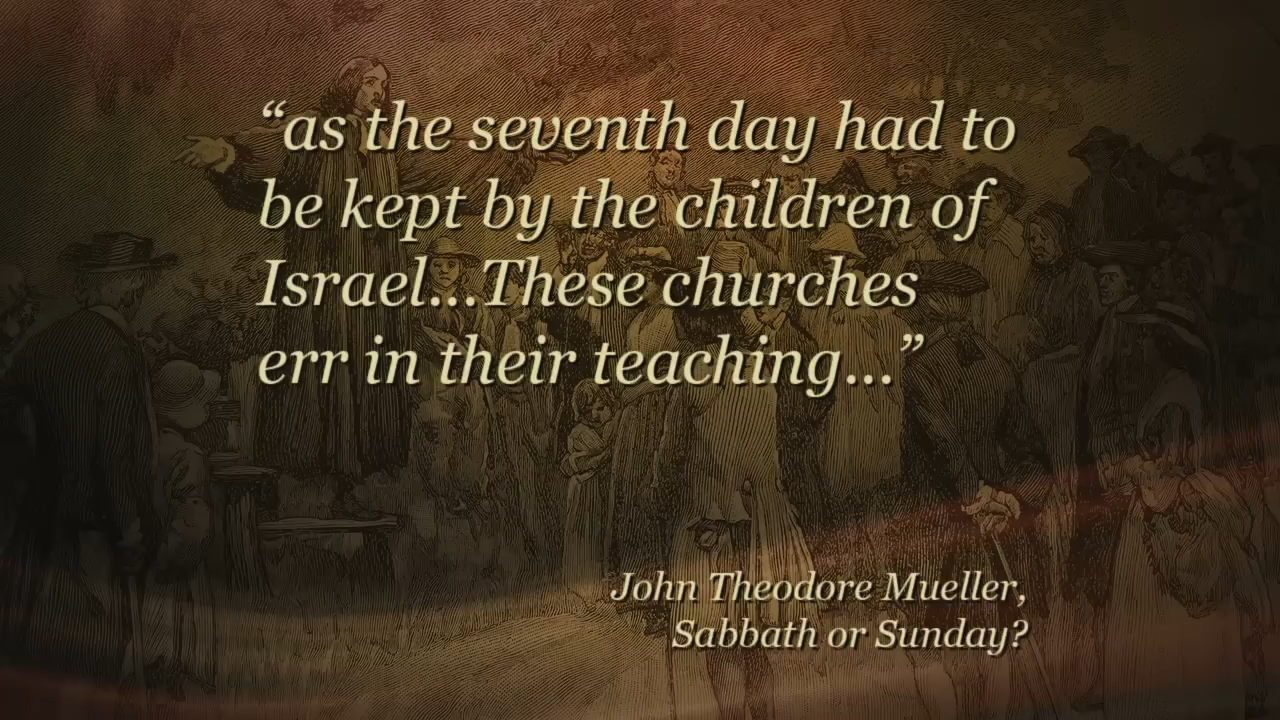 “as the seventh day had to
be kept by the children of
Israel...These churches
err in their teaching...”
John Theodore Mueller,
Sabbath or Sunday?